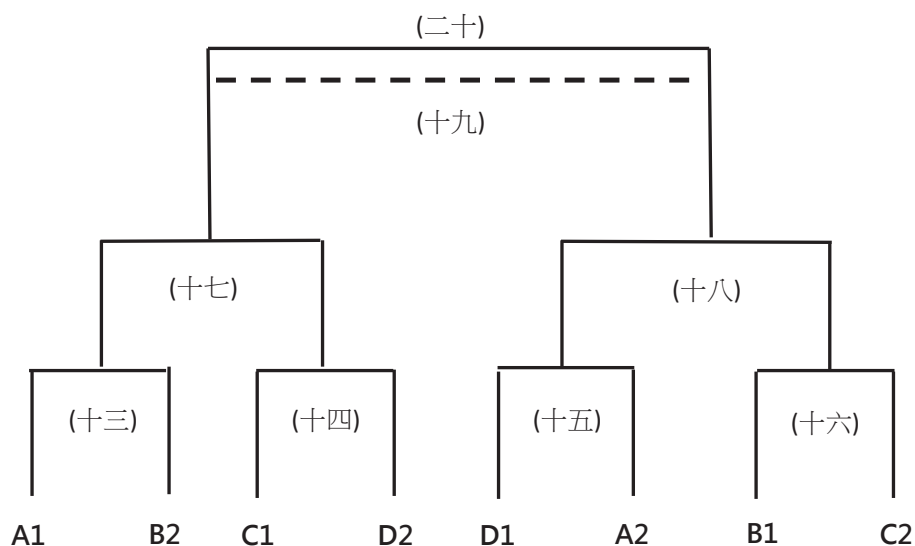 (二十)
(十九)
(十七) (十八)
(十三) (十四) (十五) (十六)
A1 B2 C1 D2 D1 A2 B1 C2